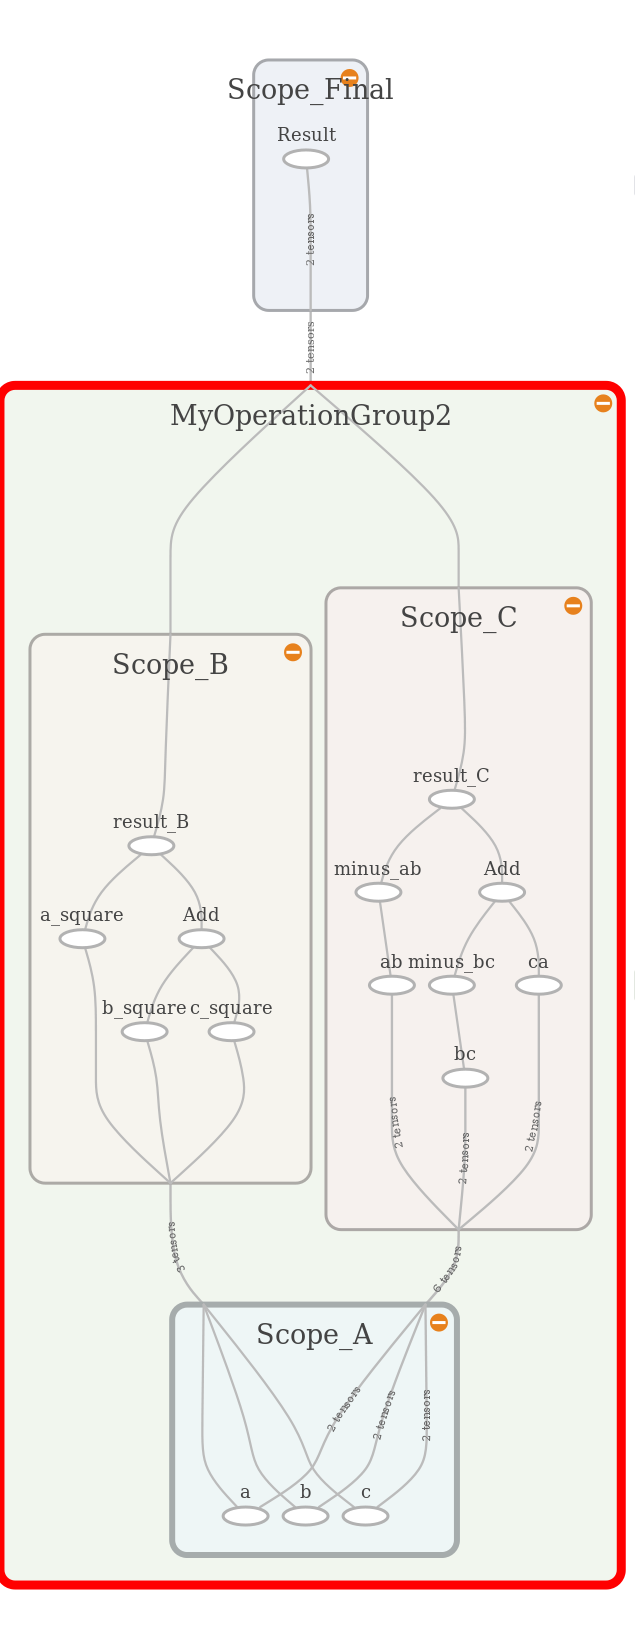 Scope_Final
Result
2 tensors
2 tensors
MyOperationGroup2
Scope_C
Scope_B
result_C
result_B
minus_ab Add
a_square Add
ab minus_bc ca
b_square c_square
bc
2 tensors
2 tensors
2 tensors
3 tensors
6 tensors
Scope_A
2 tensors
2 tensors
2 tensors
a b c